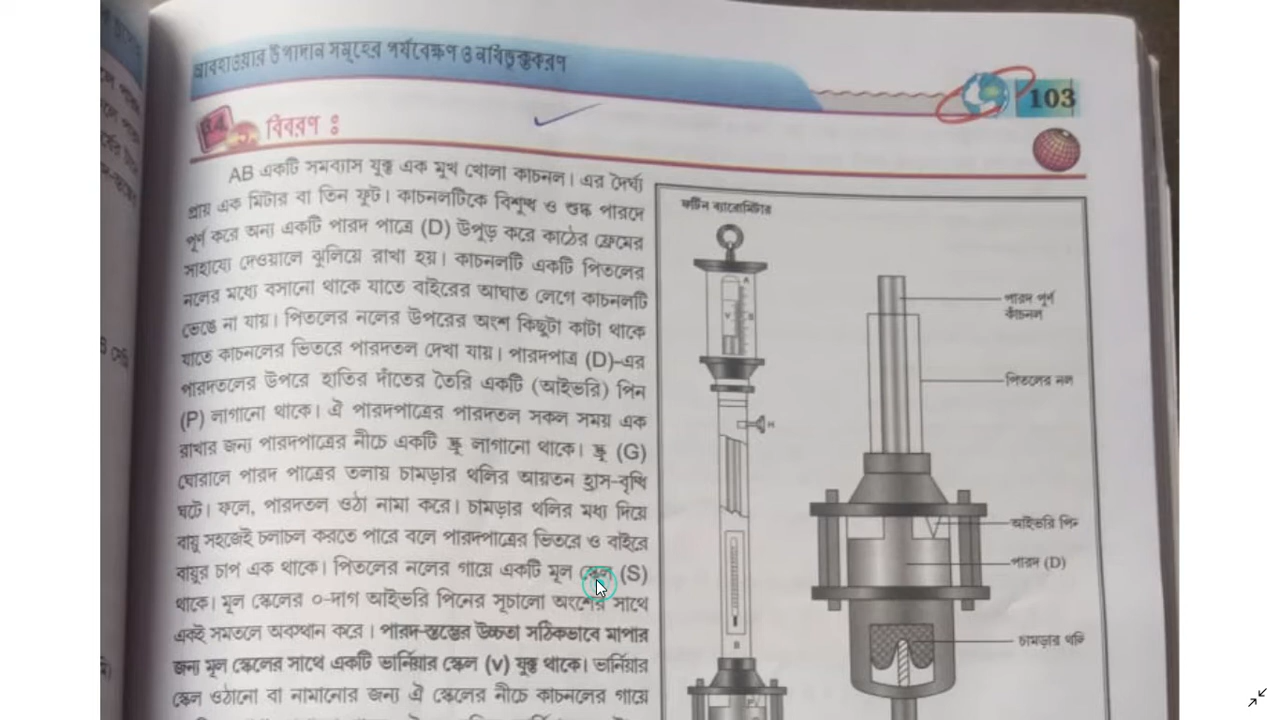 আবহাওয়ার উপাদান সমূহের পর্যবেক্ষণ ও নথিভুক্তকরণ
103
বিবরণ ঃ
AB একটি সমব্যাস যুক্ত এক মুখ খোলা কাচনল। এর দৈর্ঘ্য
প্রায় এক মিটার বা তিন ফুট। কাচনলটিকে বিশুদ্ধ ও শুষ্ক পারদে
পূর্ণ করে অন্য একটি পারদ পাত্রে (D) উপুড় করে কাঠের ফ্রেমের
সাহায্যে দেওয়ালে ঝুলিয়ে রাখা হয়। কাচনলটি একটি পিতলের
নলের মধ্যে বসানো থাকে যাতে বাইরের আঘাত লেগে কাচনলটি
ভেঙে না যায়। পিতলের নলের উপরের অংশ কিছুটা কাটা থাকে
যাতে কাচনলের ভিতরে পারদতল দেখা যায়। পারদপাত্র (D)-এর
পারদতলের উপরে হাতির দাঁতের তৈরি একটি (আইভরি) পিন
(P) লাগানো থাকে। ঐ পারদপাত্রের পারদতল সকল সময় এক
রাখার জন্য পারদপাত্রের নীচে একটি স্ক্রু লাগানো থাকে। স্ক্রু (G)
ঘোরালে পারদ পাত্রের তলায় চামড়ার থলির আয়তন হ্রাস-বৃদ্ধি
ঘটে। ফলে, পারদতল ওঠা নামা করে। চামড়ার থলির মধ্য দিয়ে
বায়ু সহজেই চলাচল করতে পারে বলে পারদপাত্রের ভিতরে ও বাইরে
বায়ুর চাপ এক থাকে। পিতলের নলের গায়ে একটি মূল স্কেল (S)
থাকে। মূল স্কেলের ০-দাগ আইভরি পিনের সূচালো অংশের সাথে
একই সমতলে অবস্থান করে। পারদ-স্তম্ভের উচ্চতা সঠিকভাবে মাপার
জন্য মূল স্কেলের সাথে একটি ভার্নিয়ার স্কেল (v) যুক্ত থাকে। ভার্নিয়ার
স্কেল ওঠানো বা নামানোর জন্য ঐ স্কেলের নীচে কাচনলের গায়ে
ফর্টিন ব্যারোমিটার
A
V
S
H
B
পারদ পূর্ণ
কাঁচনল
পিতলের নল
আইভরি পিন
পারদ (D)
চামড়ার থলি